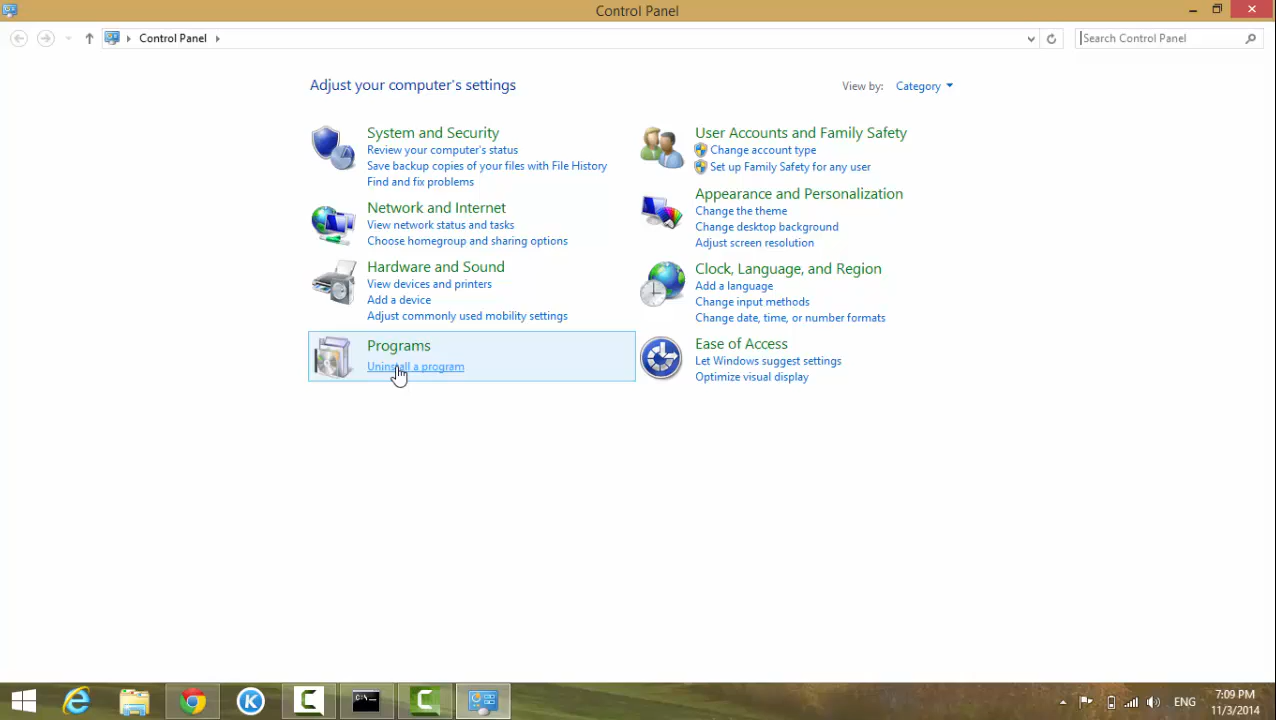 Control Panel
Control Panel
Search Control Panel
Adjust your computer's settings
View by: Category
System and Security
Review your computer's status
Save backup copies of your files with File History
Find and fix problems
Network and Internet
View network status and tasks
Choose homegroup and sharing options
Hardware and Sound
View devices and printers
Add a device
Adjust commonly used mobility settings
Programs
Uninstall a program
User Accounts and Family Safety
Change account type
Set up Family Safety for any user
Appearance and Personalization
Change the theme
Change desktop background
Adjust screen resolution
Clock, Language, and Region
Add a language
Change input methods
Change date, time, or number formats
Ease of Access
Let Windows suggest settings
Optimize visual display
K
C:\
ENG
7:09 PM
11/3/2014